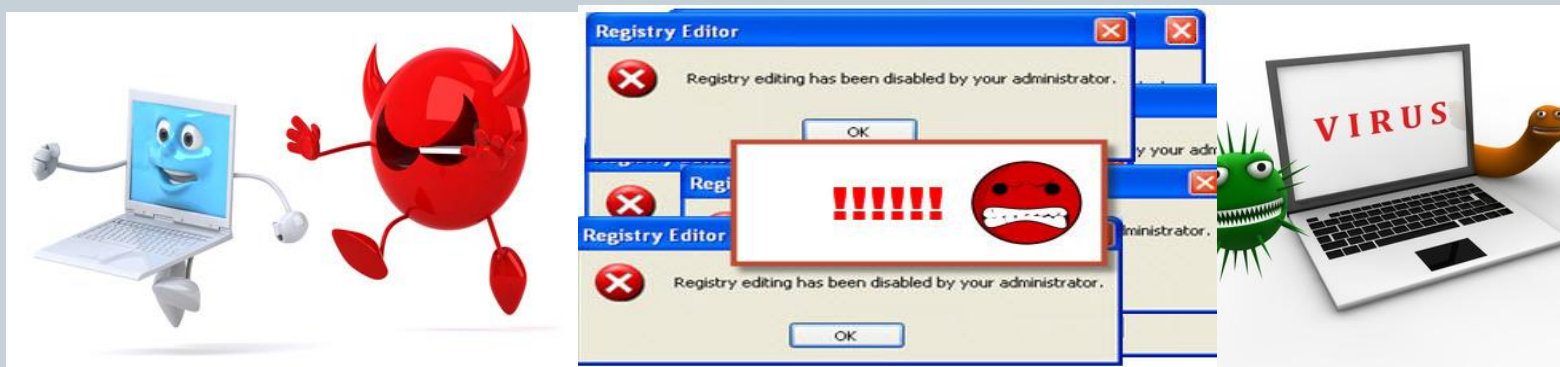 Registry Editor
Registry editing has been disabled by your administrator.
OK
y your adm
Regi
!!!!!!
ministrator.
Registry Editor
Registry editing has been disabled by your administrator.
OK
VIRUS